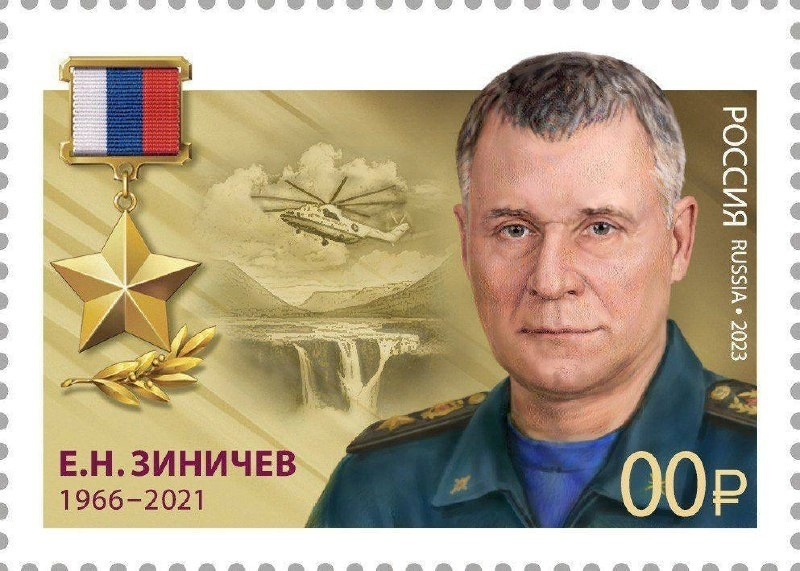 РОССИЯ
RUSSIA • 2023
Е.Н. ЗИНИЧЕВ
1966–2021
00₽